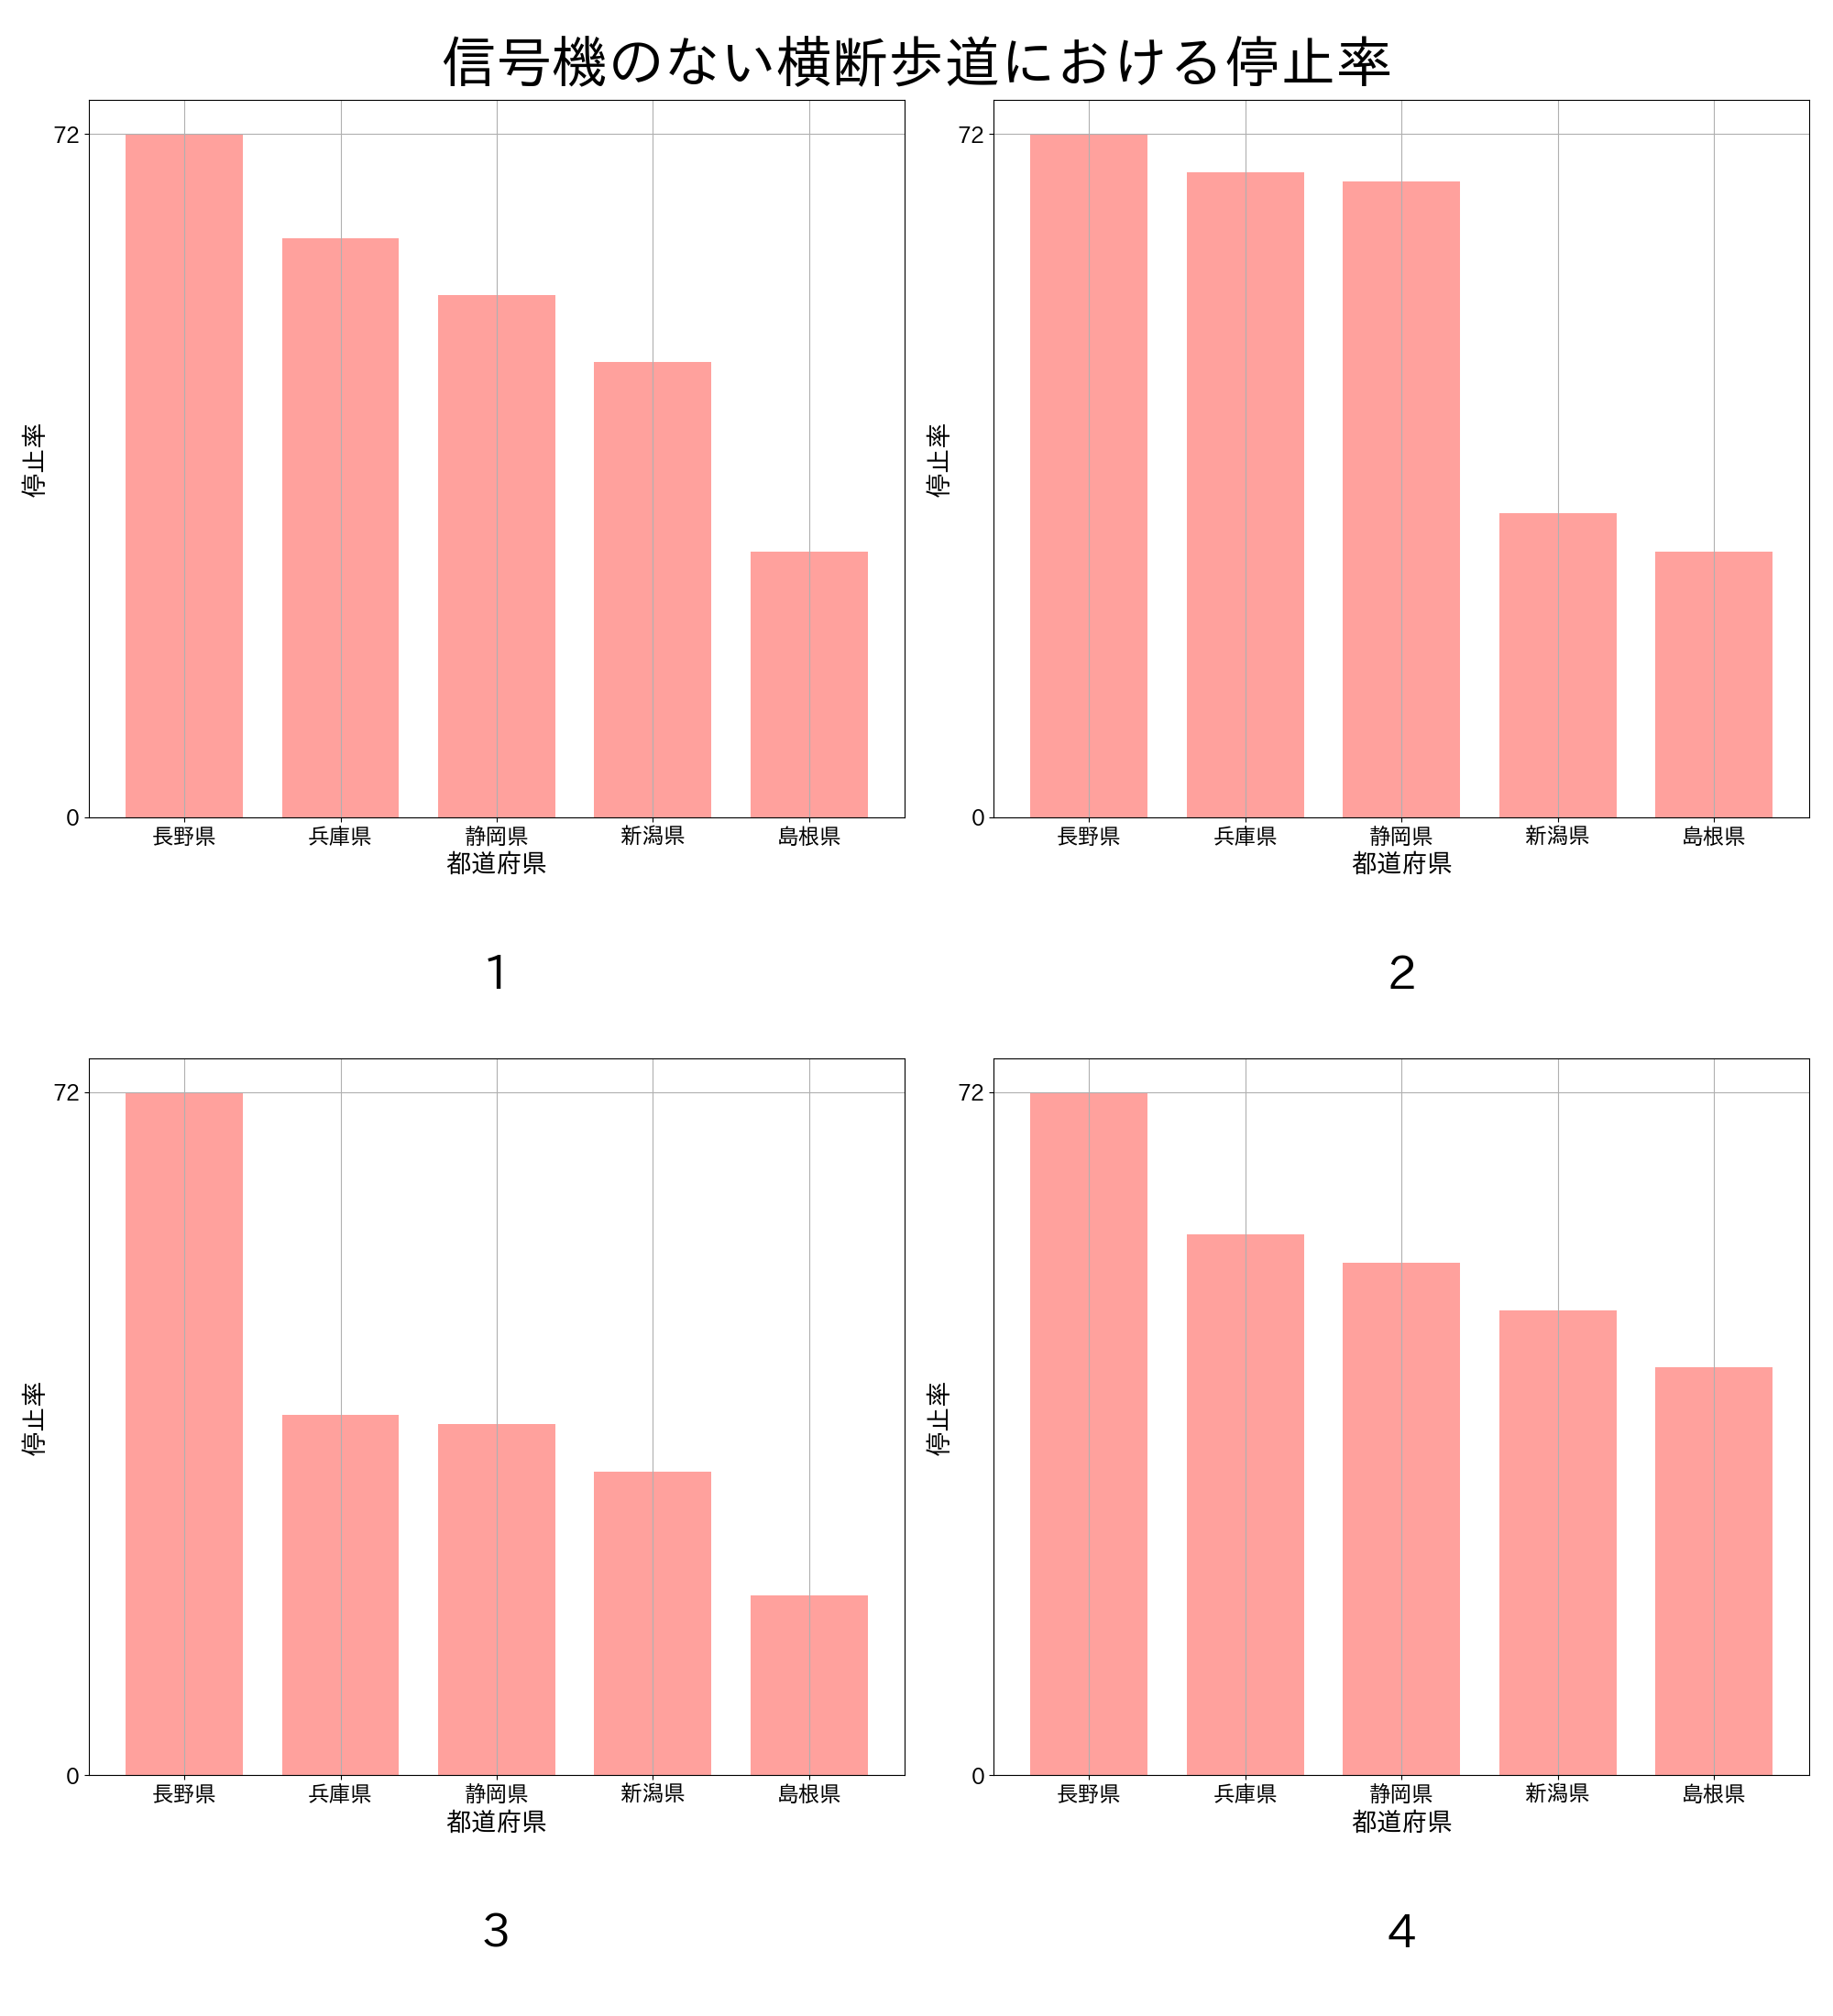 信号機のない横断歩道における停止率
72
0
停止率
長野県 兵庫県 静岡県 新潟県 島根県
都道府県
1
72
0
停止率
長野県 兵庫県 静岡県 新潟県 島根県
都道府県
2
72
0
停止率
長野県 兵庫県 静岡県 新潟県 島根県
都道府県
3
72
0
停止率
長野県 兵庫県 静岡県 新潟県 島根県
都道府県
4